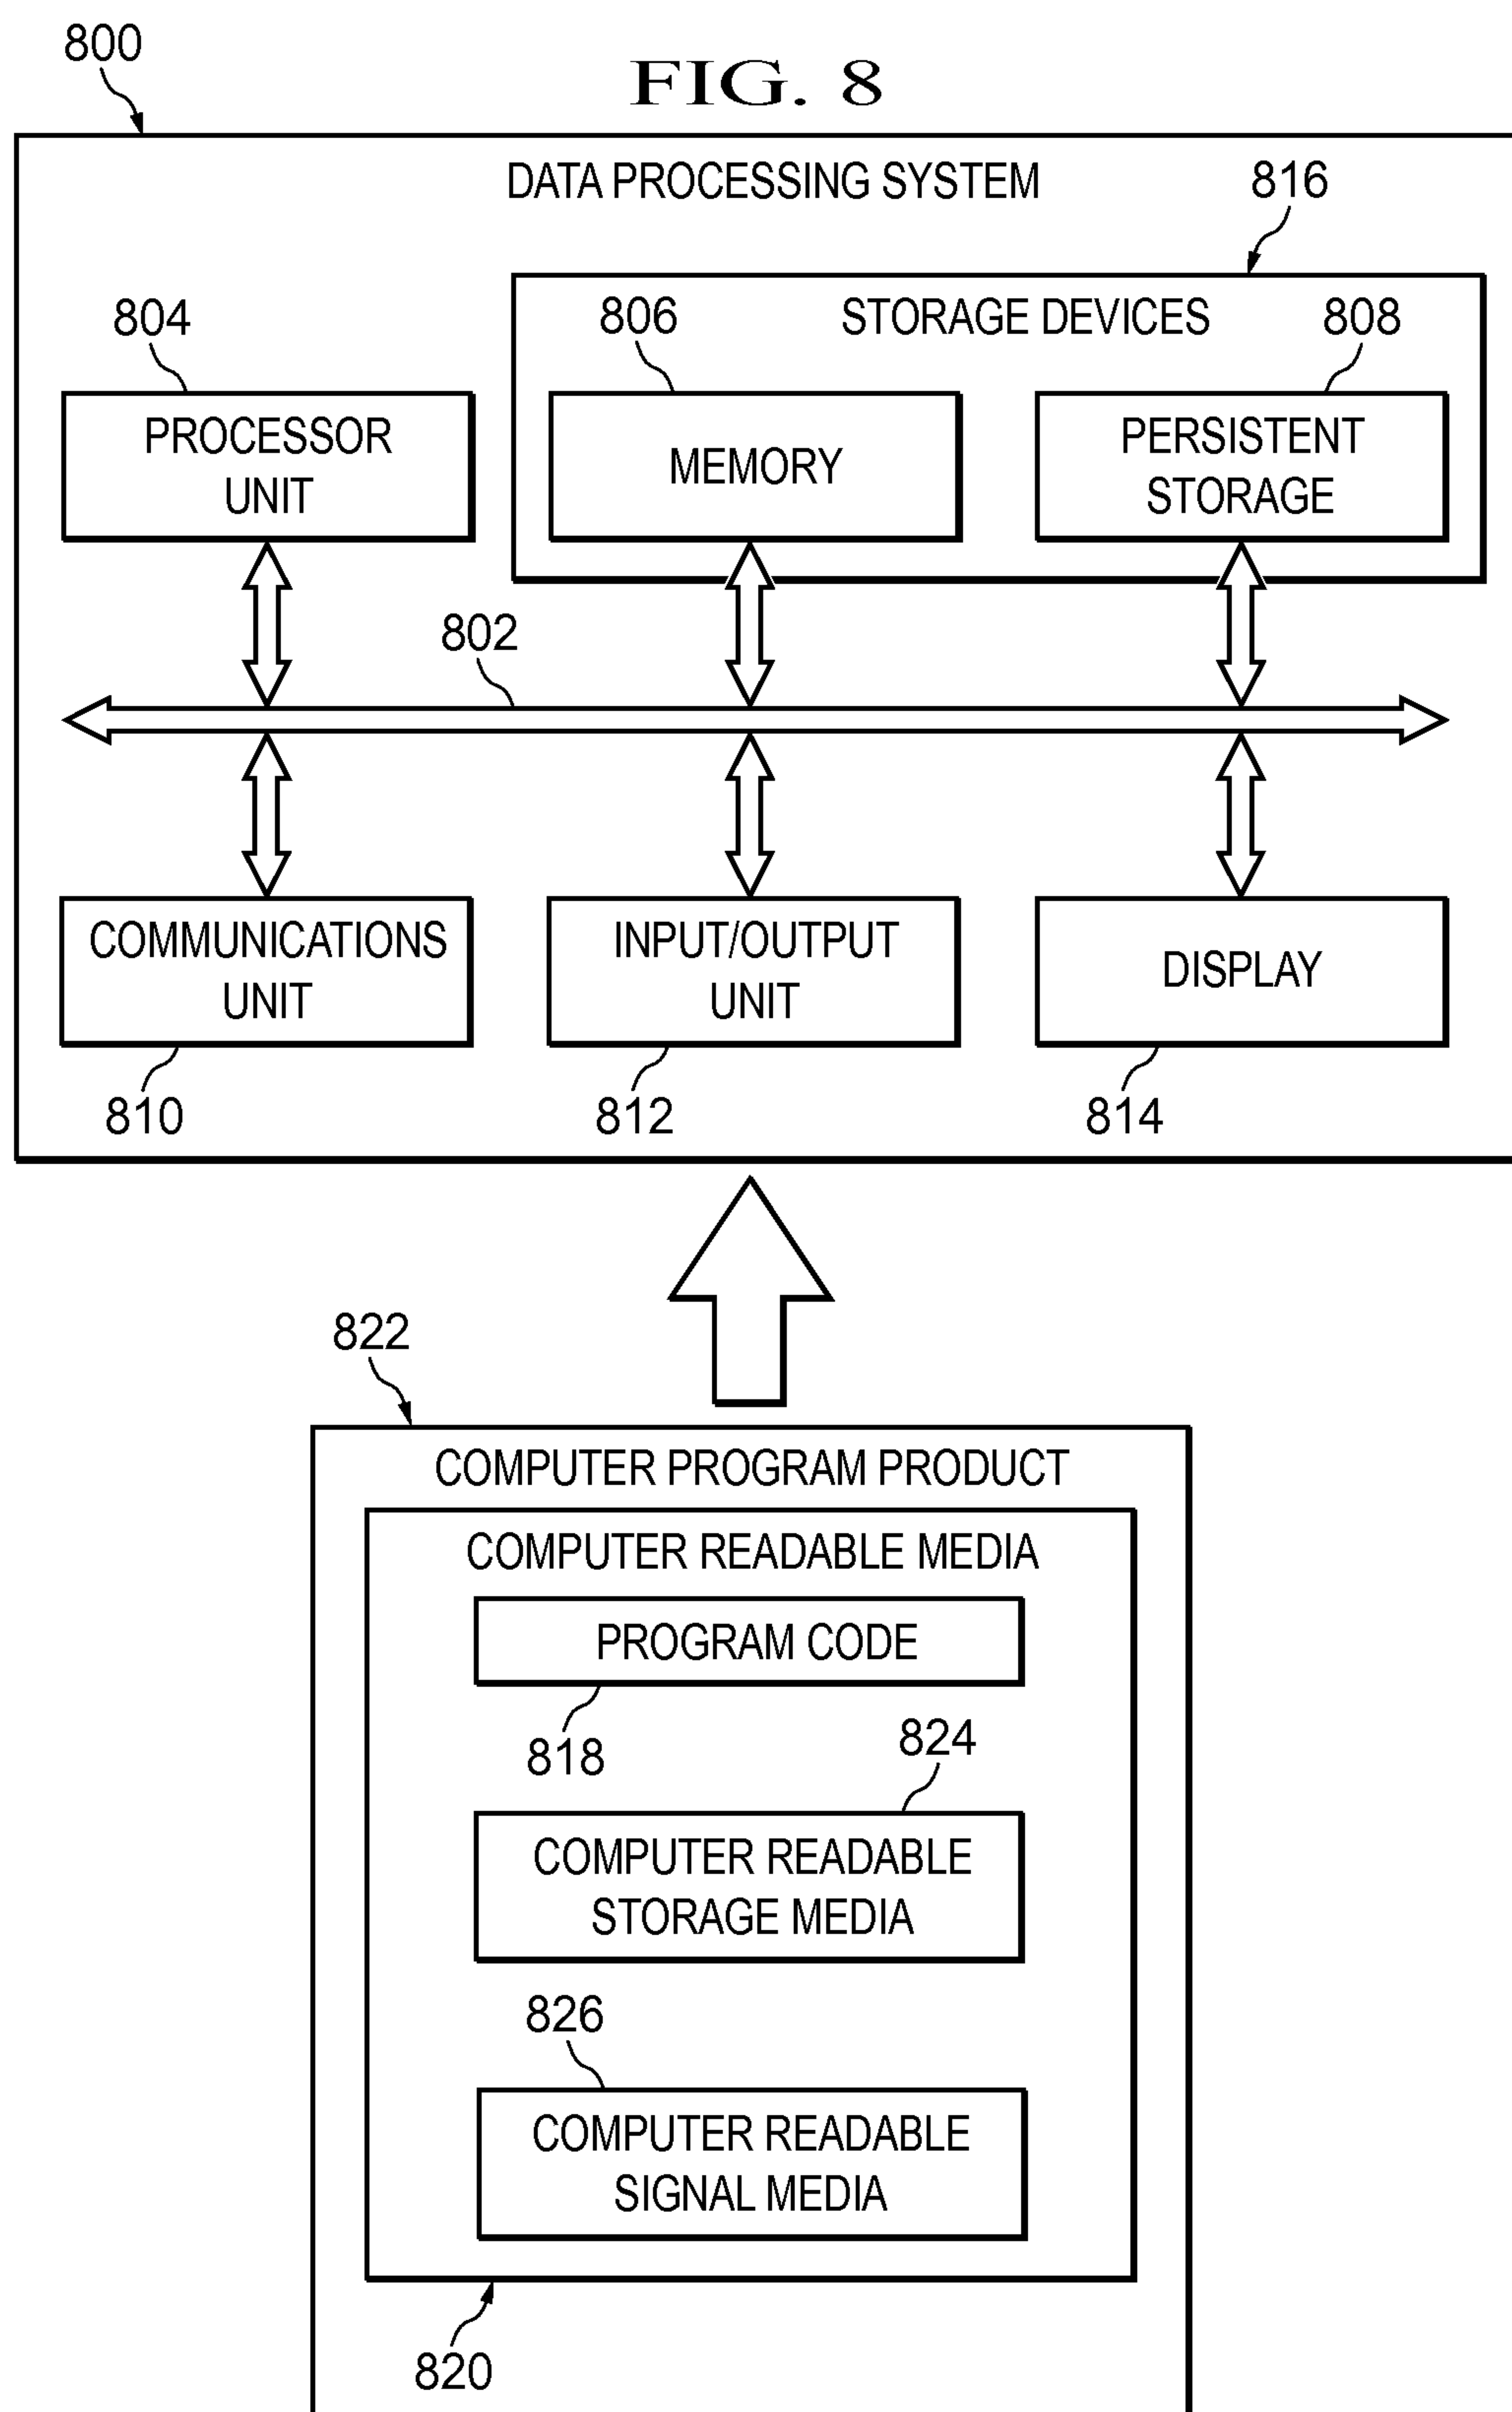 800
FIG. 8
DATA PROCESSING SYSTEM
816
804
806
STORAGE DEVICES
808
PROCESSOR
UNIT
MEMORY
PERSISTENT
STORAGE
802
COMMUNICATIONS
UNIT
INPUT/OUTPUT
UNIT
DISPLAY
810
812
814
822
COMPUTER PROGRAM PRODUCT
COMPUTER READABLE MEDIA
PROGRAM CODE
818
824
COMPUTER READABLE
STORAGE MEDIA
826
COMPUTER READABLE
SIGNAL MEDIA
820